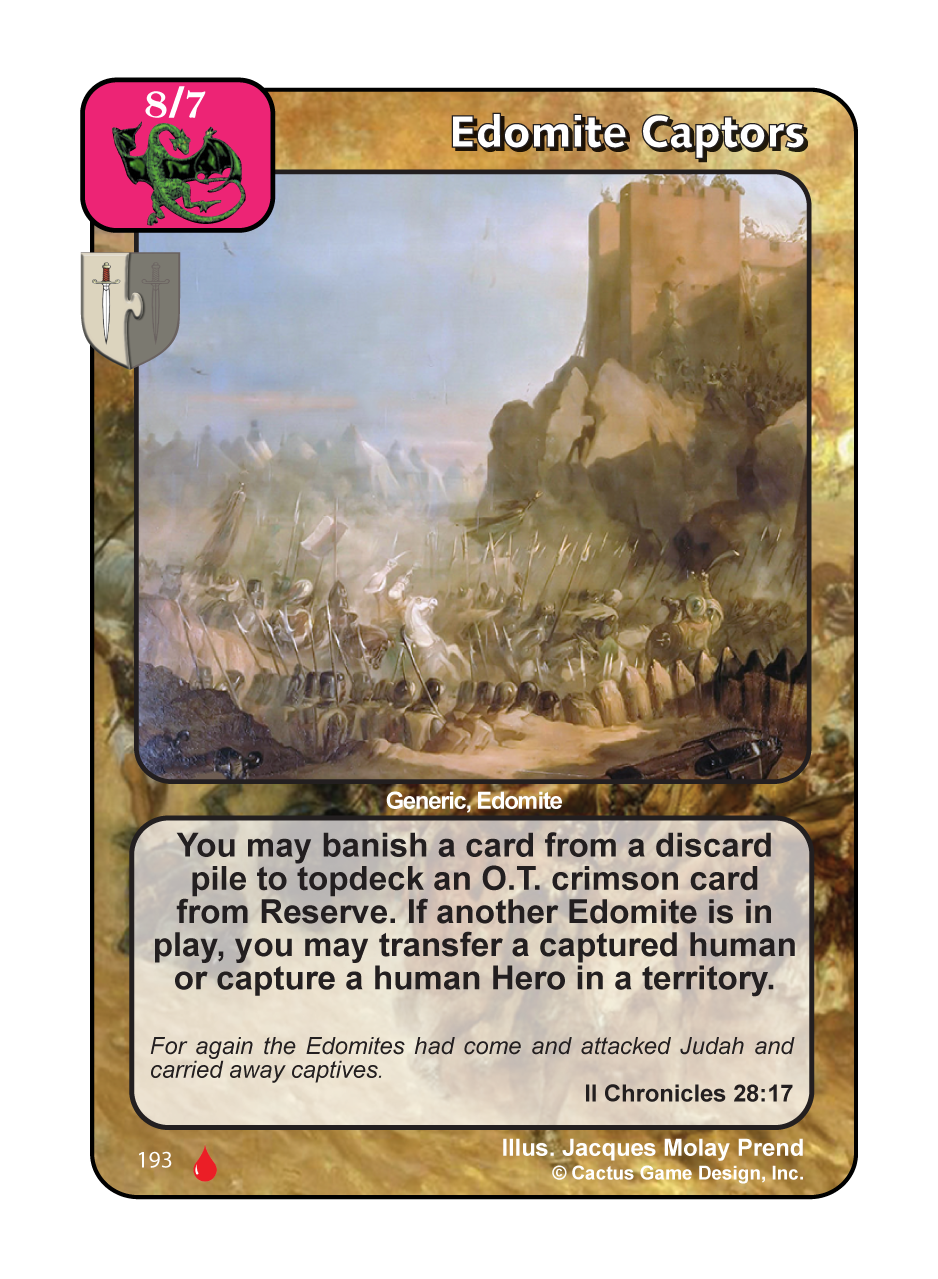 8/7
Edomite Captors
Generic, Edomite
You may banish a card from a discard
pile to topdeck an O.T. crimson card
from Reserve. If another Edomite is in
play, you may transfer a captured human
or capture a human Hero in a territory.
For again the Edomites had come and attacked Judah and
carried away captives.
II Chronicles 28:17
193
Illus. Jacques Molay Prend
© Cactus Game Design, Inc.